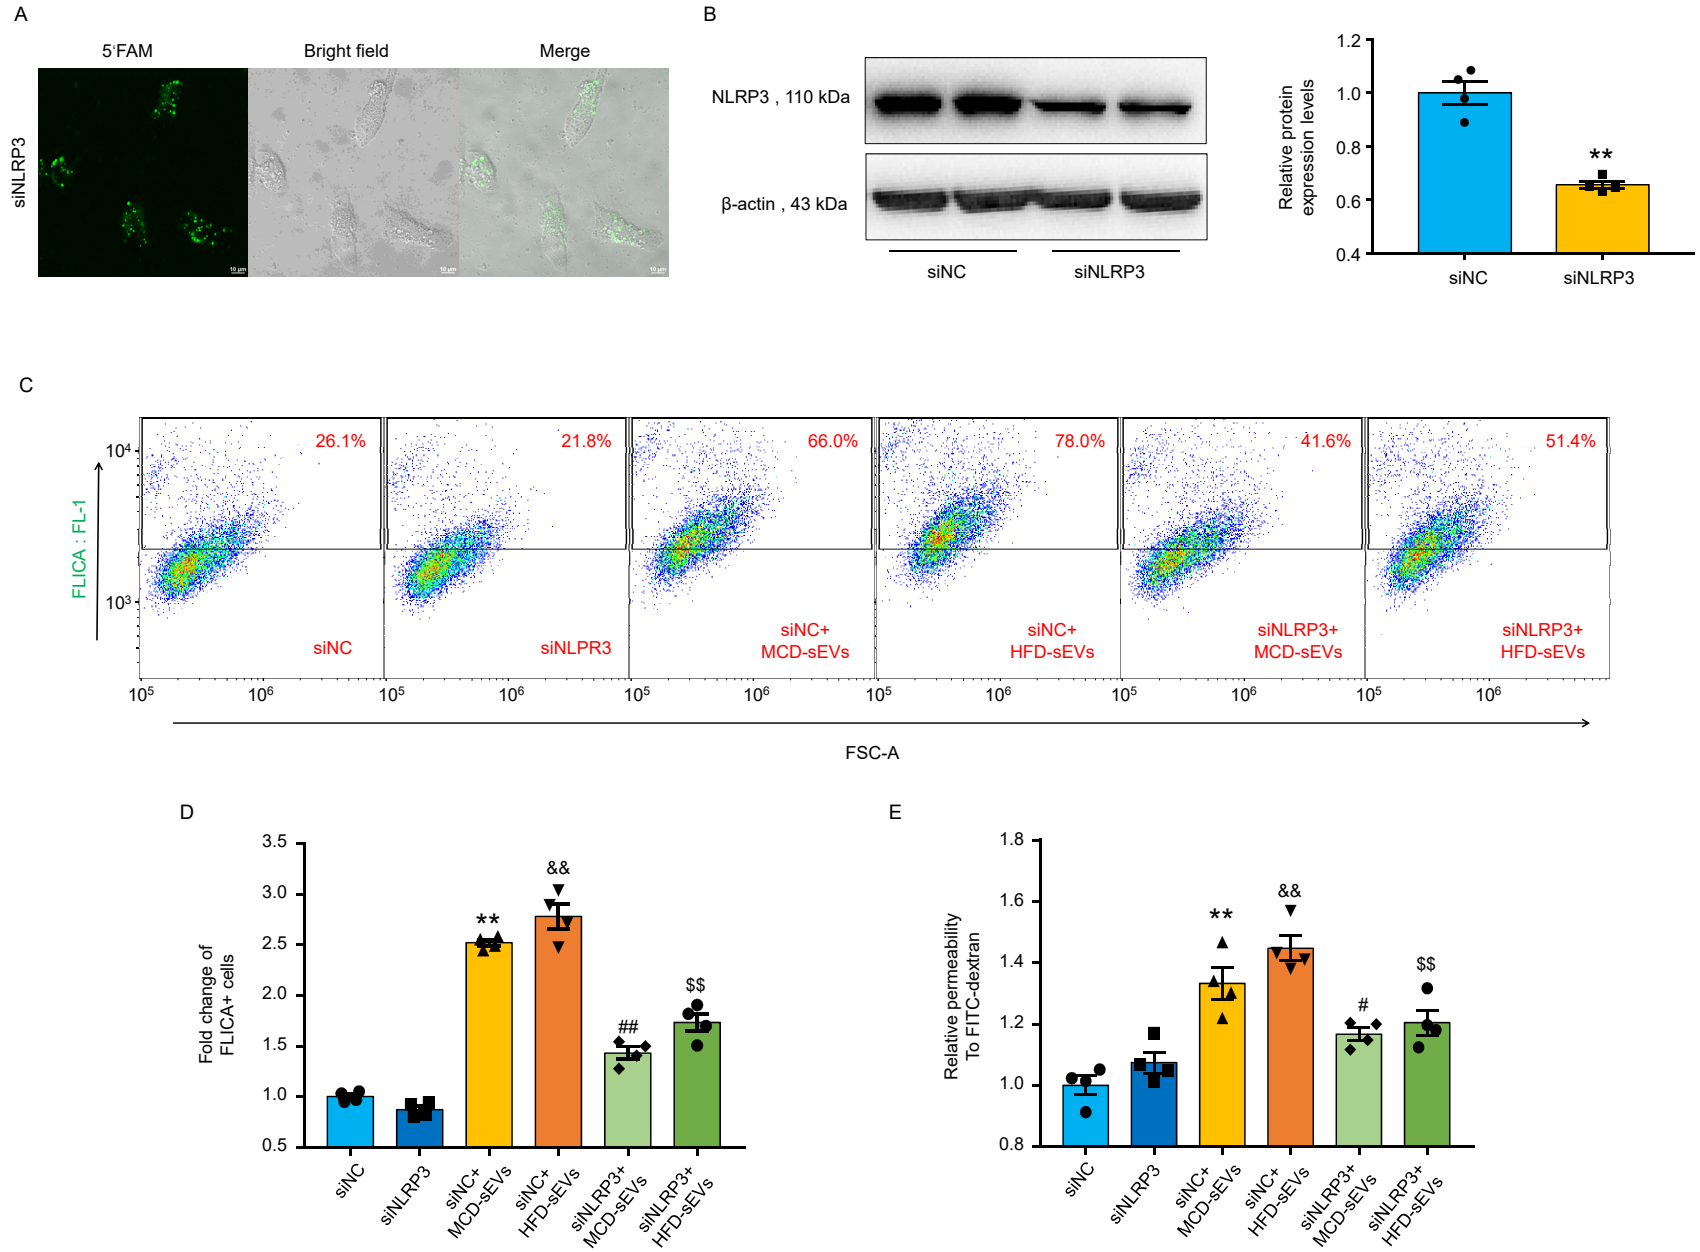 A
5‘FAM
Bright field
Merge
siNLRP3
10 μm
10 μm
10 μm
B
NLRP3 , 110 kDa
β-actin , 43 kDa
siNC
siNLRP3
Relative protein
expression levels
1.2
1.0
0.8
0.6
0.4
**
siNC
siNLRP3
C
FLICA : FL-1
10⁴
10³
26.1%
21.8%
66.0%
78.0%
41.6%
51.4%
siNC
siNLPR3
siNC+
MCD-sEVs
siNC+
HFD-sEVs
siNLRP3+
MCD-sEVs
siNLRP3+
HFD-sEVs
10⁵ 10⁶ 10⁵ 10⁶ 10⁵ 10⁶ 10⁵ 10⁶ 10⁵ 10⁶ 10⁵ 10⁶
FSC-A
D
Fold change of
FLICA+ cells
3.5
3.0
2.5
2.0
1.5
1.0
0.5
**
&&
##
$$
siNC
siNLRP3
siNC+
MCD-sEVs
siNC+
HFD-sEVs
siNLRP3+
MCD-sEVs
siNLRP3+
HFD-sEVs
E
Relative permeability
To FITC-dextran
1.8
1.6
1.4
1.2
1.0
0.8
**
&&
#
$$
siNC
siNLRP3
siNC+
MCD-sEVs
siNC+
HFD-sEVs
siNLRP3+
MCD-sEVs
siNLRP3+
HFD-sEVs